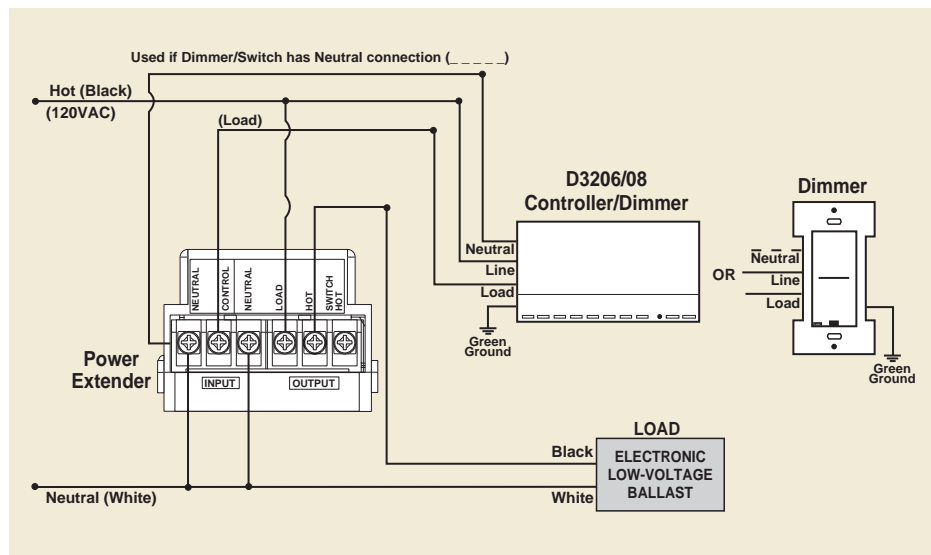 Used if Dimmer/Switch has Neutral connection (_ _ _ _ _)
Hot (Black)
(120VAC)
(Load)
D3206/08
Controller/Dimmer
Neutral
Line
Load
Green
Ground
OR
Dimmer
Neutral
Line
Load
Green
Ground
NEUTRAL
CONTROL
NEUTRAL
LOAD
HOT
SWITCH
HOT
Power
Extender
INPUT
OUTPUT
LOAD
Black
ELECTRONIC
LOW-VOLTAGE
BALLAST
White
Neutral (White)